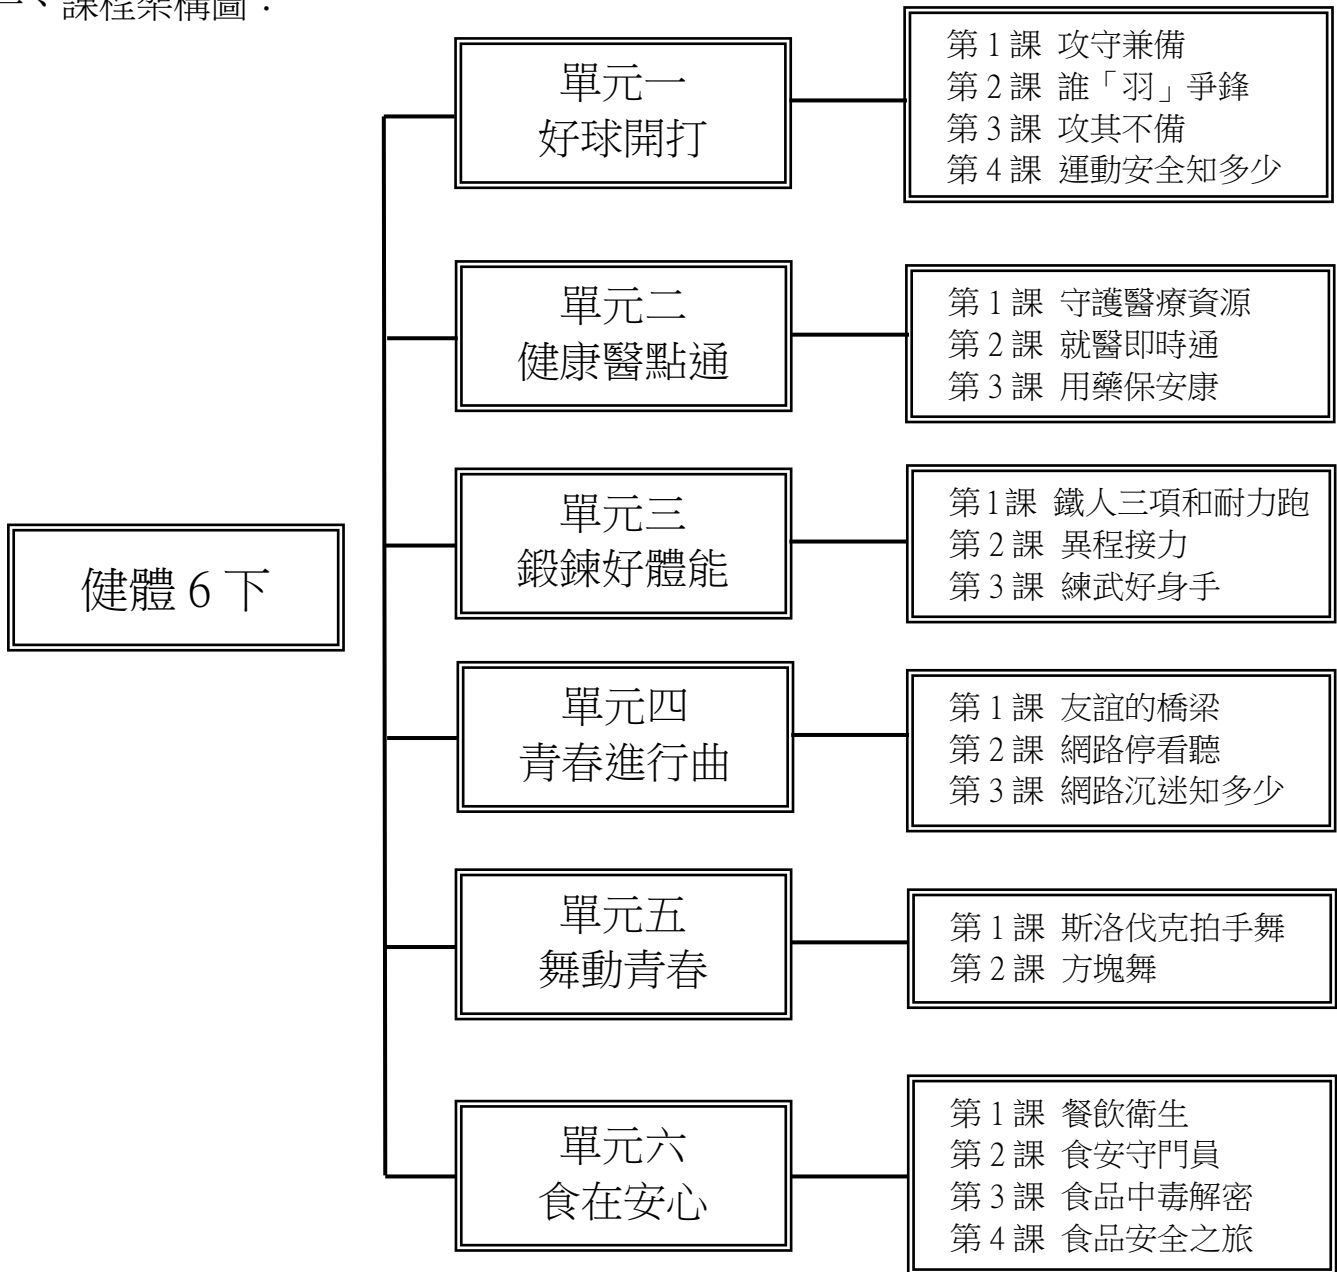 、課程架構圖：
健體 6 下
單元一
好球開打
第 1 課 攻守兼備
第 2 課 誰「羽」爭鋒
第 3 課 攻其不備
第 4 課 運動安全知多少
單元二
健康醫點通
第 1 課 守護醫療資源
第 2 課 就醫即時通
第 3 課 用藥保安康
單元三
鍛鍊好體能
第1課 鐵人三項和耐力跑
第 2 課 異程接力
第 3 課 練武好身手
單元四
青春進行曲
第 1 課 友誼的橋梁
第 2 課 網路停看聽
第 3 課 網路沉迷知多少
單元五
舞動青春
第 1 課 斯洛伐克拍手舞
第 2 課 方塊舞
單元六
食在安心
第 1 課 餐飲衛生
第 2 課 食安守門員
第 3 課 食品中毒解密
第 4 課 食品安全之旅